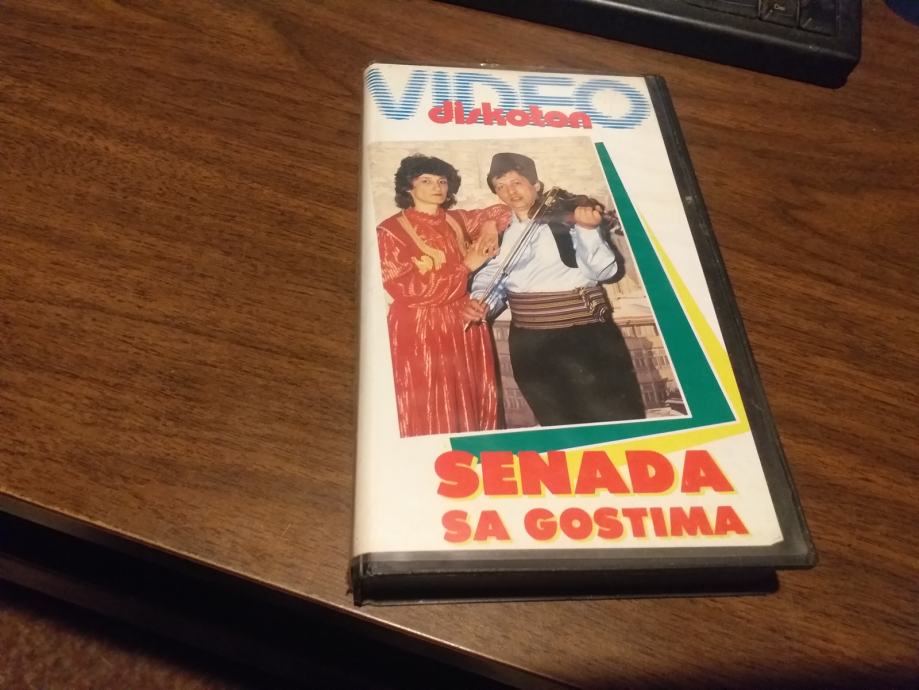 VIDEO
diskoton
SENADA
SA GOSTIMA